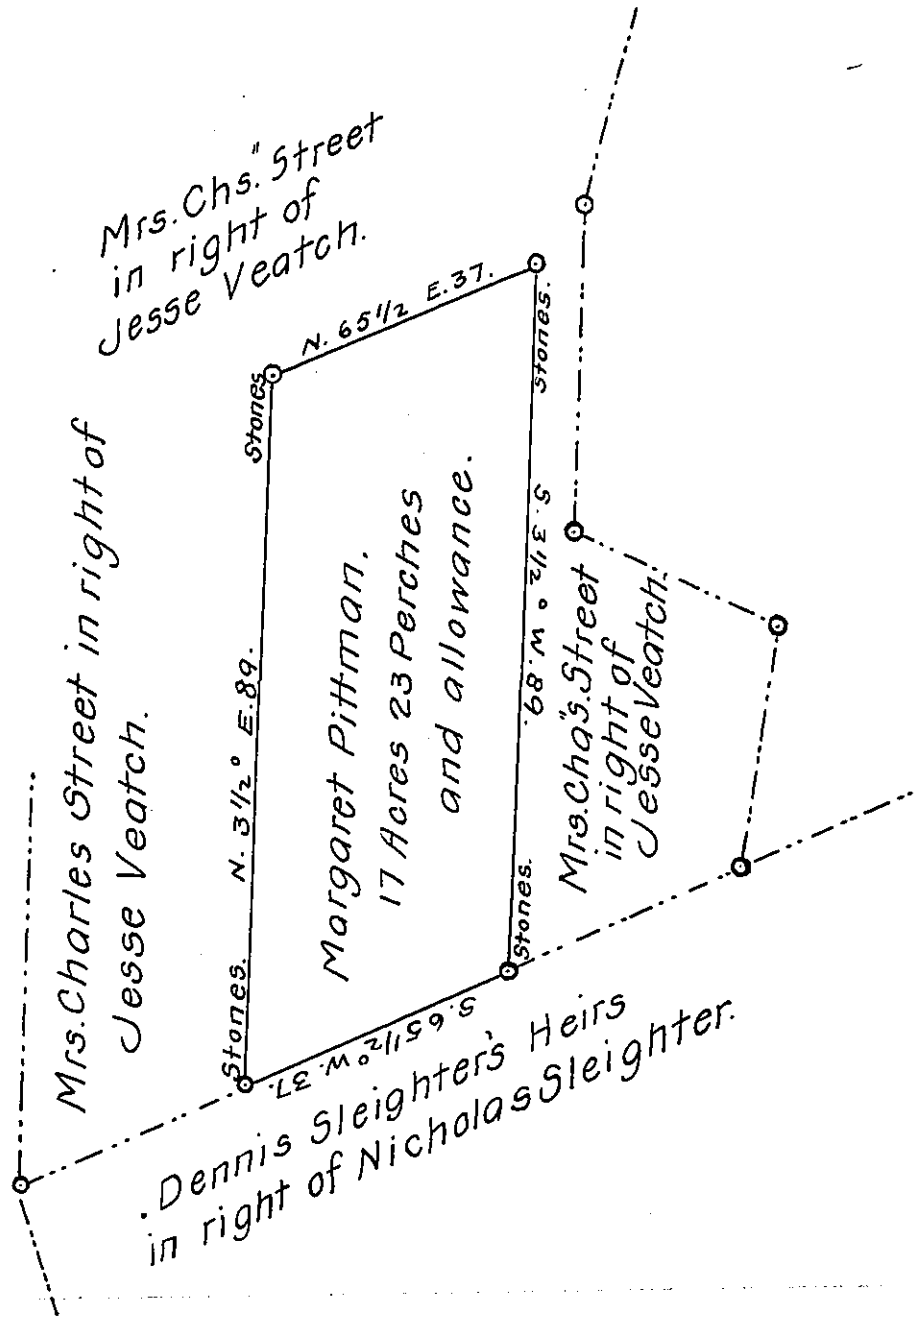 Mrs. Chs." Street
in right of
Jesse Veatch.
N. 65 1/2 E. 37.
Stones
Stones.
Mrs. Charles Street in right of
Jesse Veatch.
N. 3 1/2° E. 89.
Margaret Pittman.
17 Acres 23 Perches
and allowance.
S. 3 1/2° W. 89.
Mrs. Cha"s. Street
in right of
Jesse Veatch.
Stones.
Stones.
S. 65 1/2° W. 37.
Dennis Sleighter's Heirs
in right of Nicholas Sleighter.